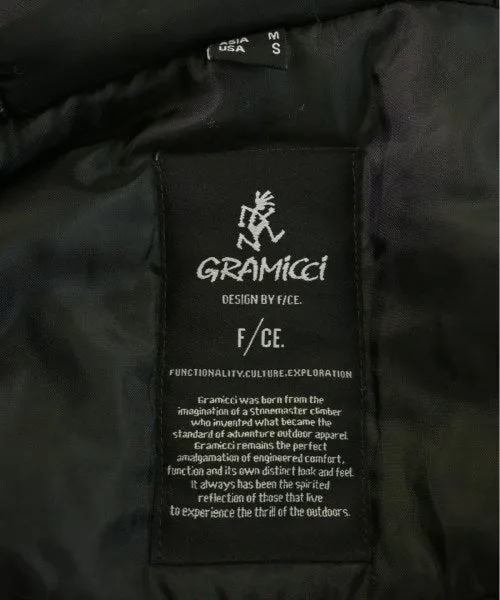 ASIA M
USA S
GRAMICCI
DESIGN BY F/CE.
F/CE.
FUNCTIONALITY.CULTURE.EXPLORATION
Gramicci was born from the
imagination of a Stonemaster climber
who invented what became the
standard of adventure outdoor apparel.
Gramicci remains the perfect
amalgamation of engineered comfort,
function and its own distinct look and feel.
It always has been the spirited
reflection of those that live
to experience the thrill of the outdoors.